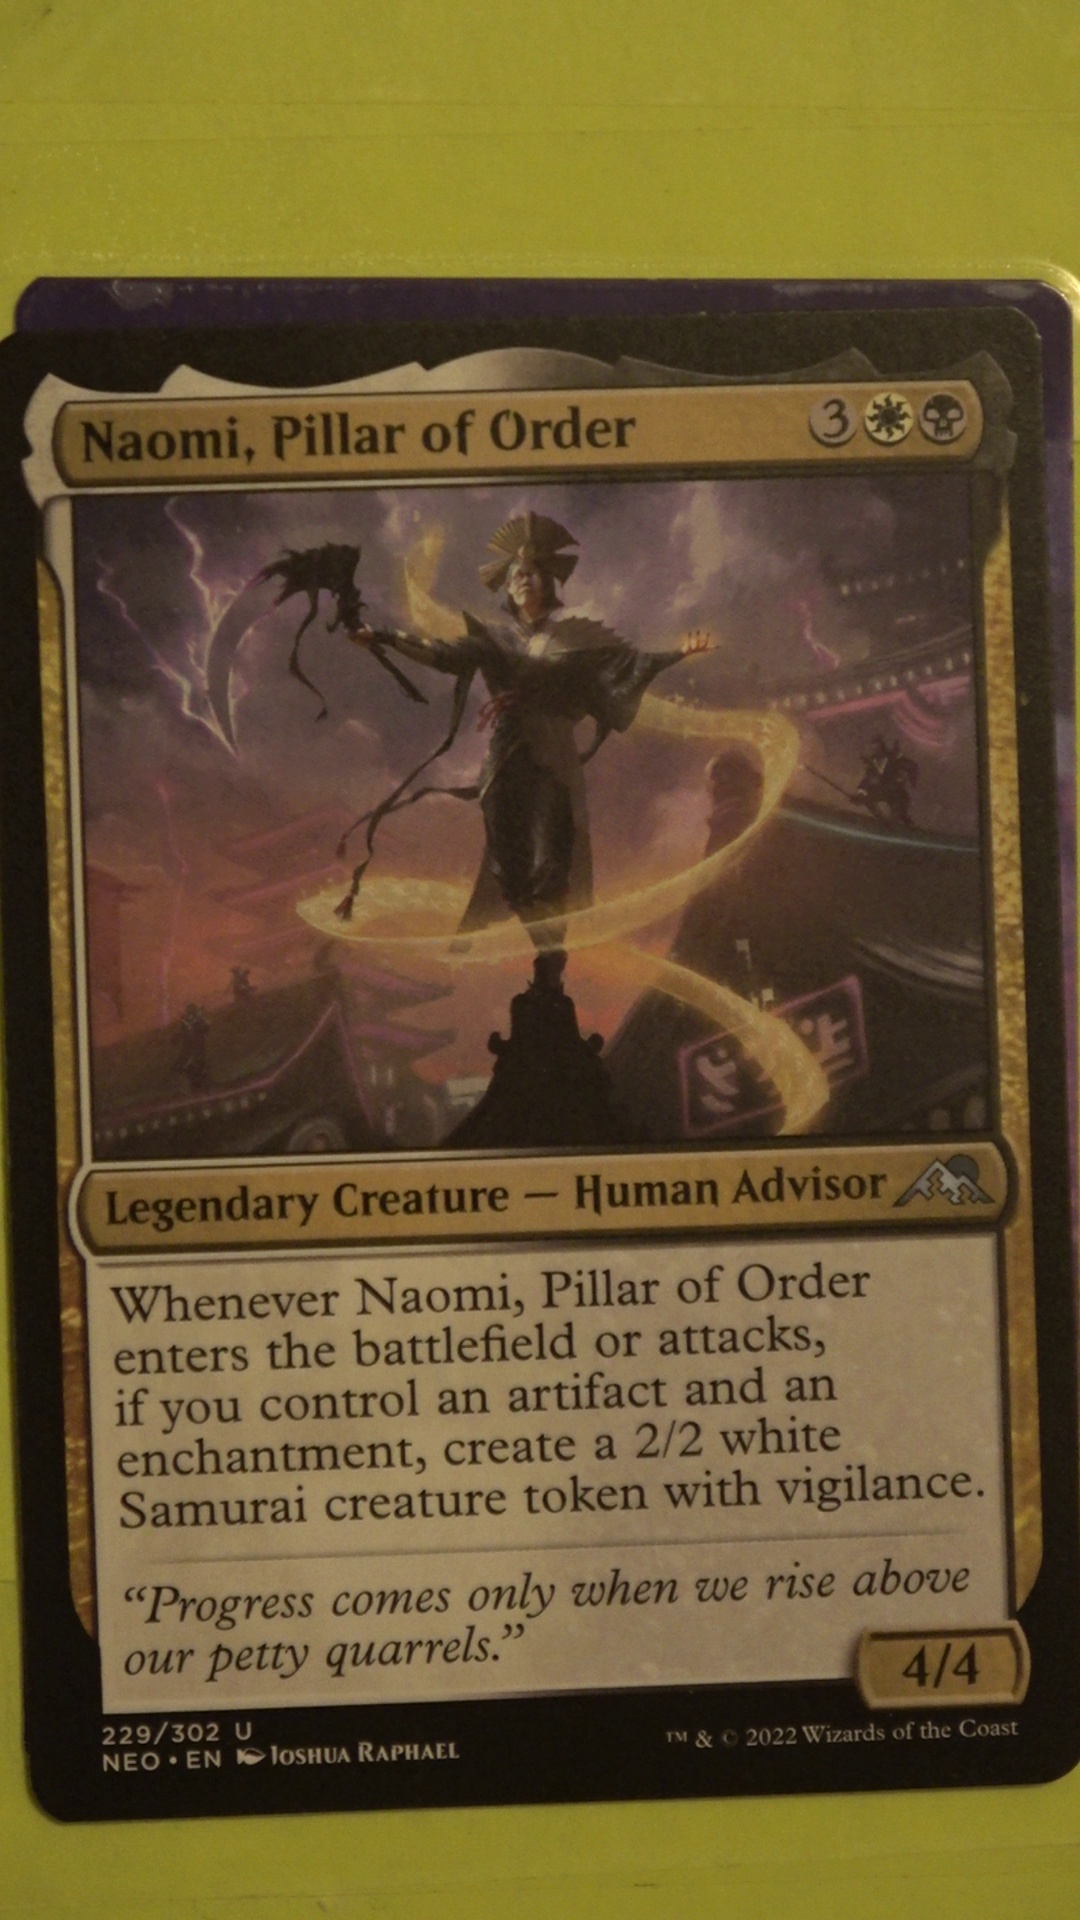 Naomi, Pillar of Order 3
Legendary Creature — Human Advisor
Whenever Naomi, Pillar of Order
enters the battlefield or attacks,
if you control an artifact and an
enchantment, create a 2/2 white
Samurai creature token with vigilance.
“Progress comes only when we rise above
our petty quarrels.”
4/4
229/302 U
NEO • EN Joshua Raphael
™ & © 2022 Wizards of the Coast